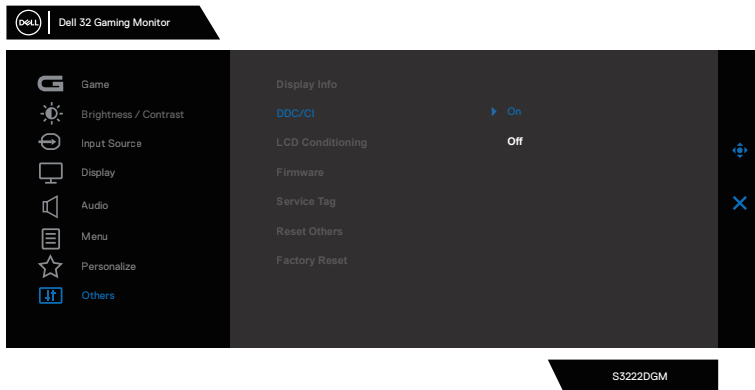 DELL
Dell 32 Gaming Monitor
Game
Display Info
Brightness / Contrast
DDC/CI
On
Input Source
LCD Conditioning
Off
Display
Firmware
Audio
Service Tag
Menu
Reset Others
Personalize
Factory Reset
Others
S3222DGM